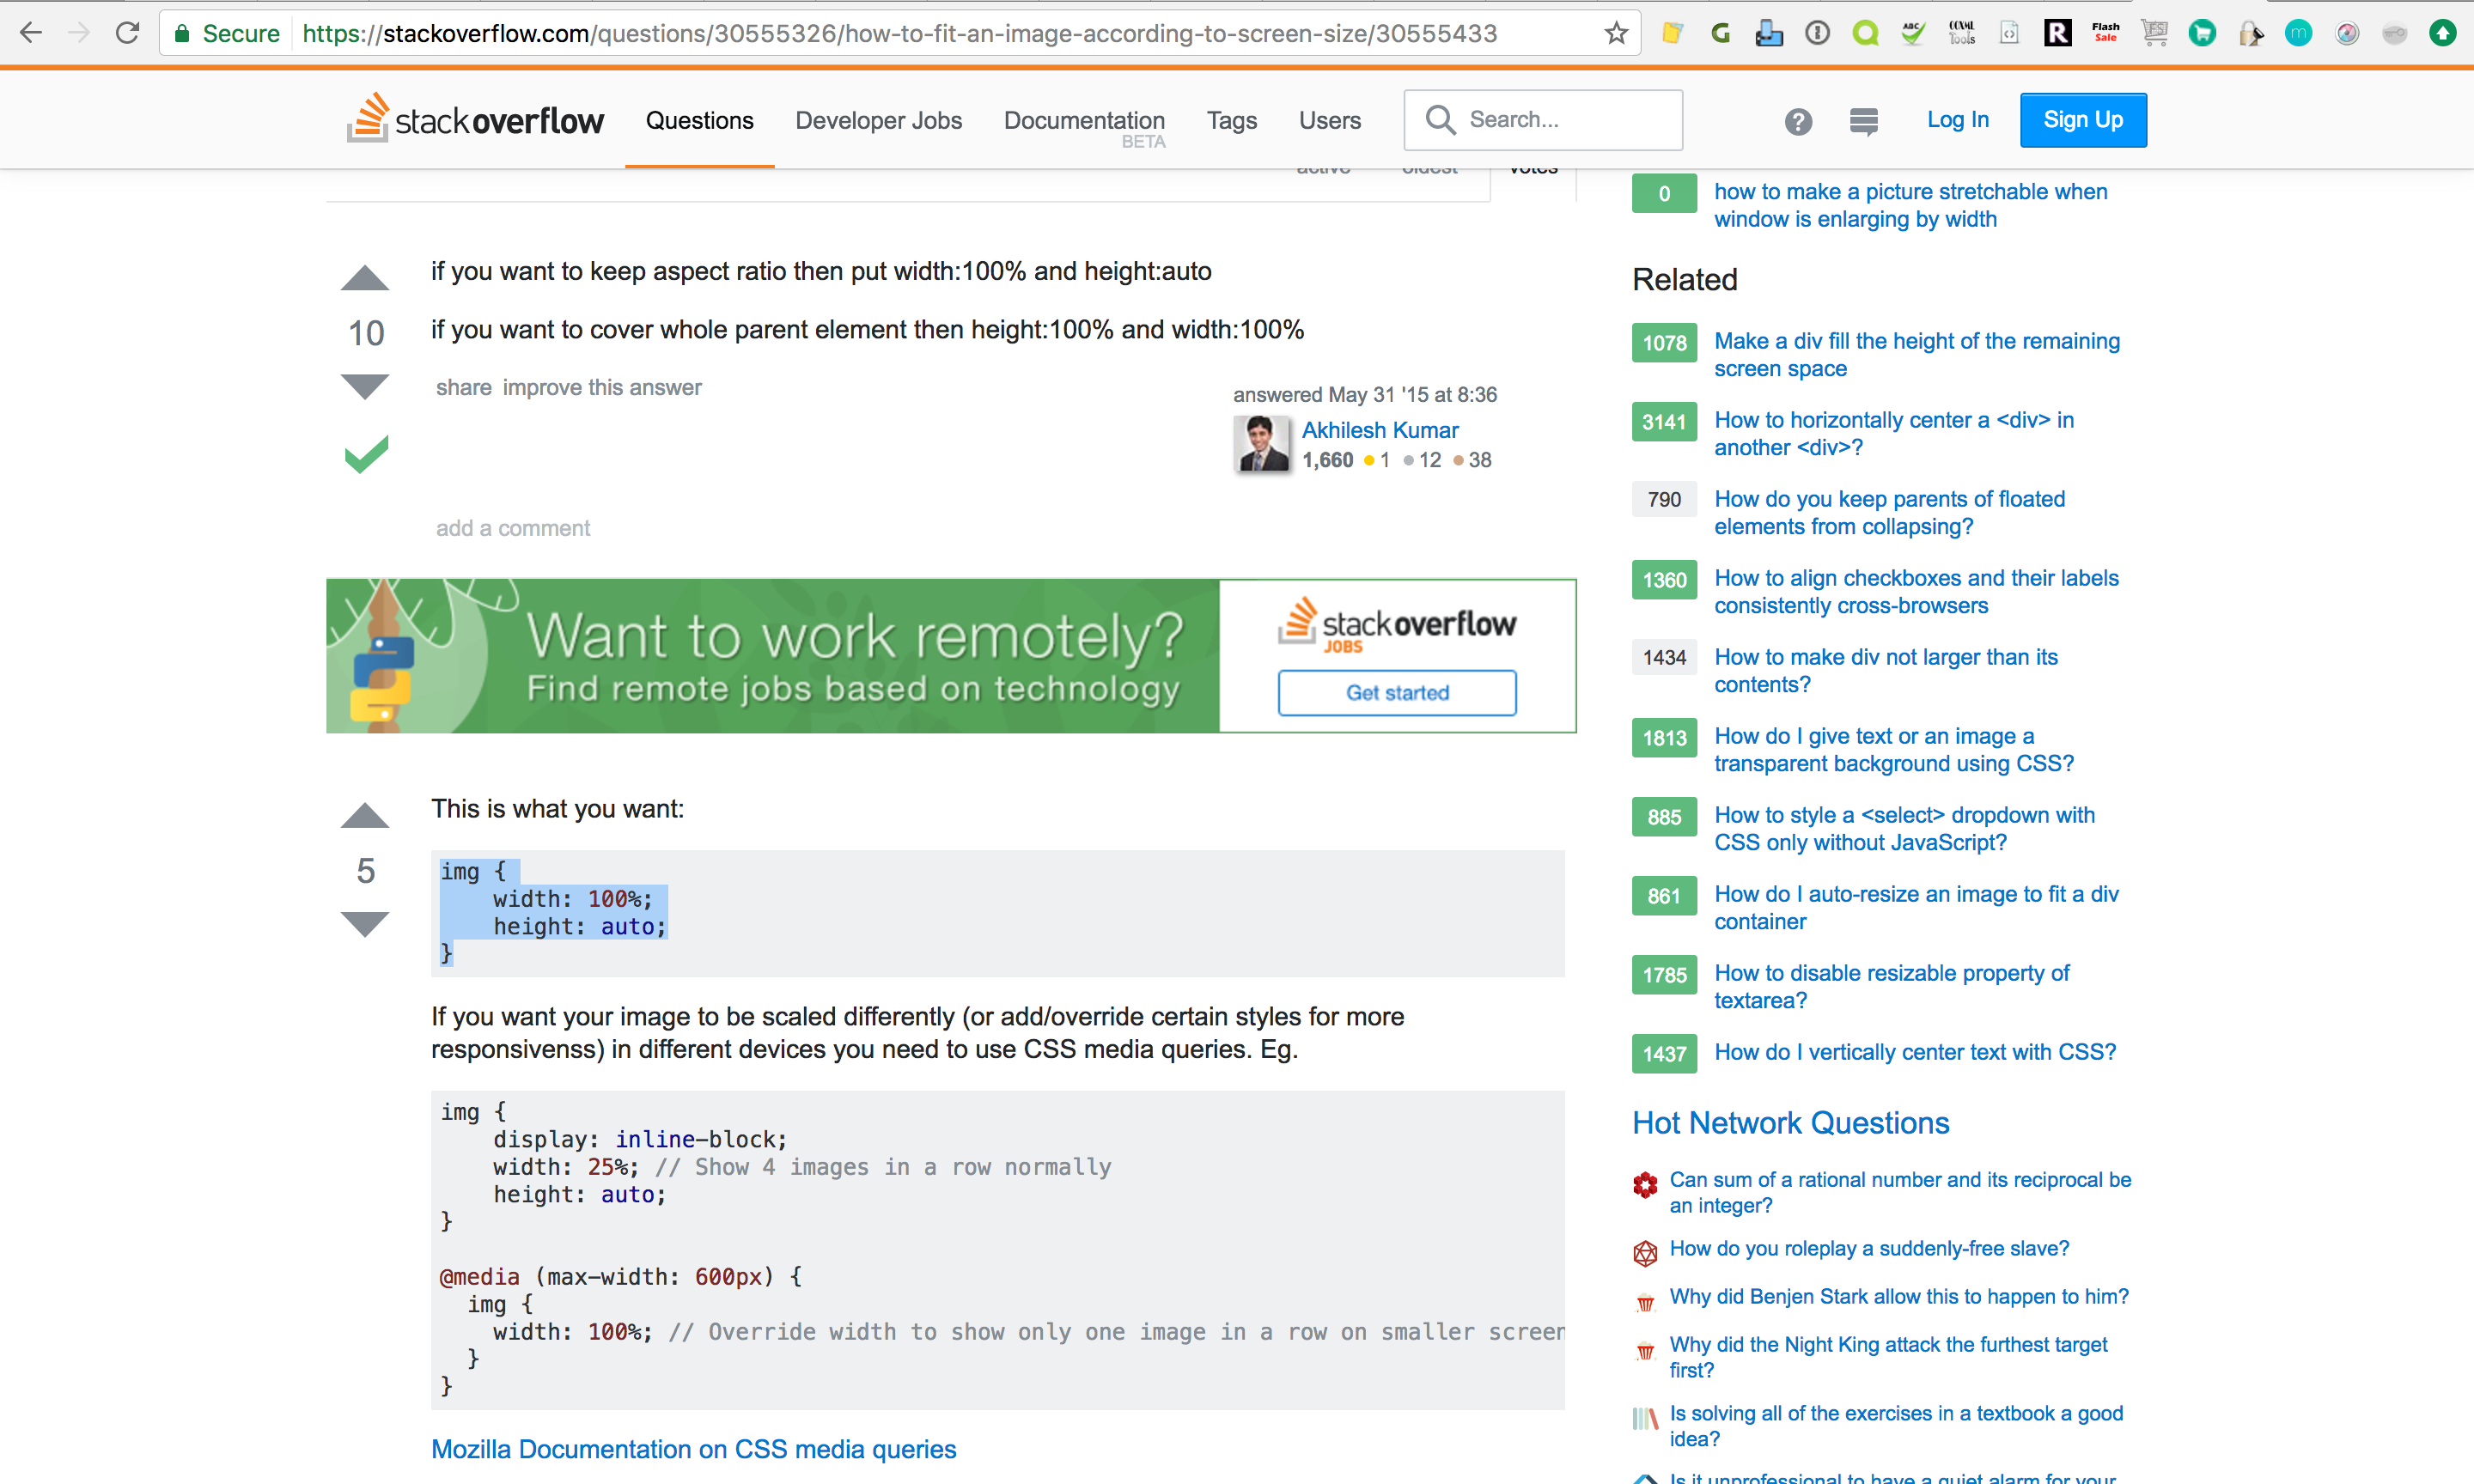 Secure https://stackoverflow.com/questions/30555326/how-to-fit-an-image-according-to-screen-size/30555433
ABC
CCXML Tools
R
Flash Sale
YES
m
stackoverflow
Questions
Developer Jobs
Documentation
BETA
Tags
Users
Search...
?
Log In
Sign Up
active oldest votes
10
if you want to keep aspect ratio then put width:100% and height:auto
if you want to cover whole parent element then height:100% and width:100%
share improve this answer
answered May 31 '15 at 8:36
Akhilesh Kumar
1,660 1 12 38
add a comment
Want to work remotely?
Find remote jobs based on technology
stackoverflow
JOBS
Get started
5
This is what you want:
img {
    width: 100%;
    height: auto;
}
If you want your image to be scaled differently (or add/override certain styles for more
responsivenss) in different devices you need to use CSS media queries. Eg.
img {
    display: inline-block;
    width: 25%; // Show 4 images in a row normally
    height: auto;
}
@media (max-width: 600px) {
  img {
    width: 100%; // Override width to show only one image in a row on smaller screen
  }
}
Mozilla Documentation on CSS media queries
0 how to make a picture stretchable when
window is enlarging by width
Related
1078 Make a div fill the height of the remaining
screen space
3141 How to horizontally center a <div> in
another <div>?
790 How do you keep parents of floated
elements from collapsing?
1360 How to align checkboxes and their labels
consistently cross-browsers
1434 How to make div not larger than its
contents?
1813 How do I give text or an image a
transparent background using CSS?
885 How to style a <select> dropdown with
CSS only without JavaScript?
861 How do I auto-resize an image to fit a div
container
1785 How to disable resizable property of
textarea?
1437 How do I vertically center text with CSS?
Hot Network Questions
Can sum of a rational number and its reciprocal be
an integer?
How do you roleplay a suddenly-free slave?
Why did Benjen Stark allow this to happen to him?
Why did the Night King attack the furthest target
first?
Is solving all of the exercises in a textbook a good
idea?
Is it unprofessional to have a quiet alarm for your